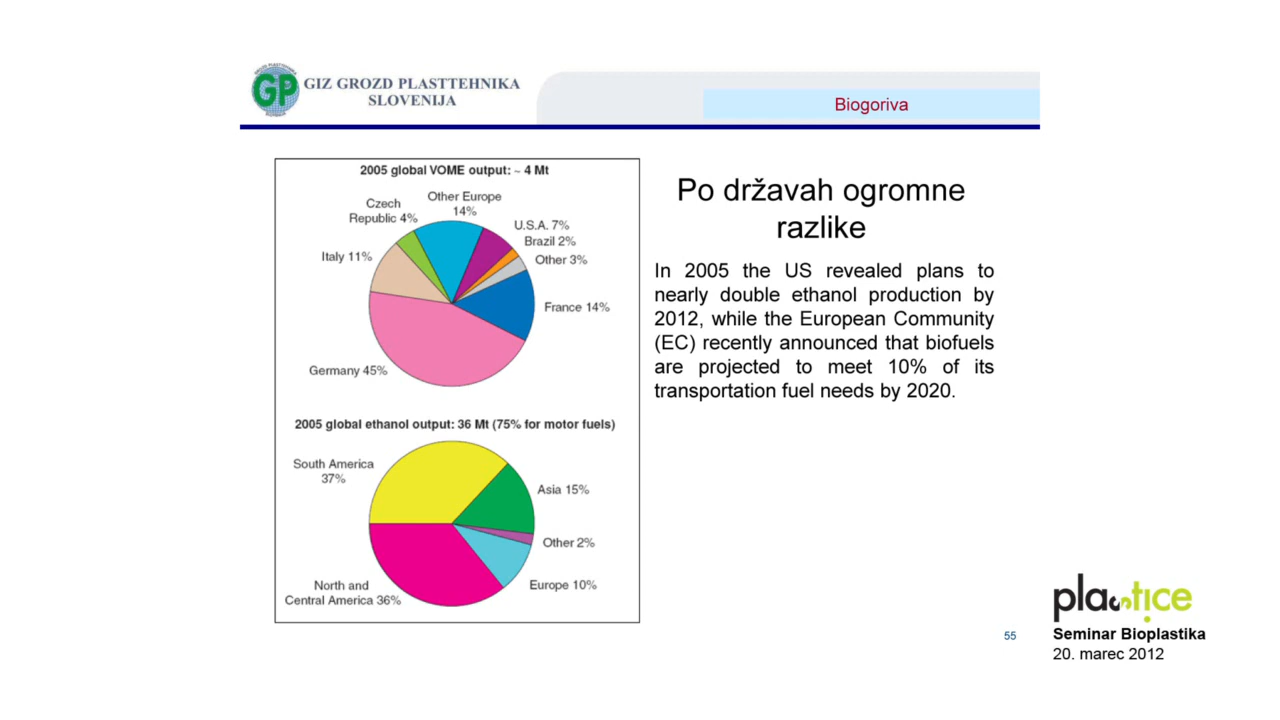 GIZ GROZD PLASTTEHNIKA
SLOVENIJA
GP
Biogoriva
2005 global VOME output: ~ 4 Mt
Czech
Republic 4%
Other Europe
14%
U.S.A. 7%
Brazil 2%
Other 3%
Italy 11%
France 14%
Germany 45%
2005 global ethanol output: 36 Mt (75% for motor fuels)
South America
37%
Asia 15%
Other 2%
Europe 10%
North and
Central America 36%
Po državah ogromne
razlike
In 2005 the US revealed plans to
nearly double ethanol production by
2012, while the European Community
(EC) recently announced that biofuels
are projected to meet 10% of its
transportation fuel needs by 2020.
55
plastice
Seminar Bioplastika
20. marec 2012